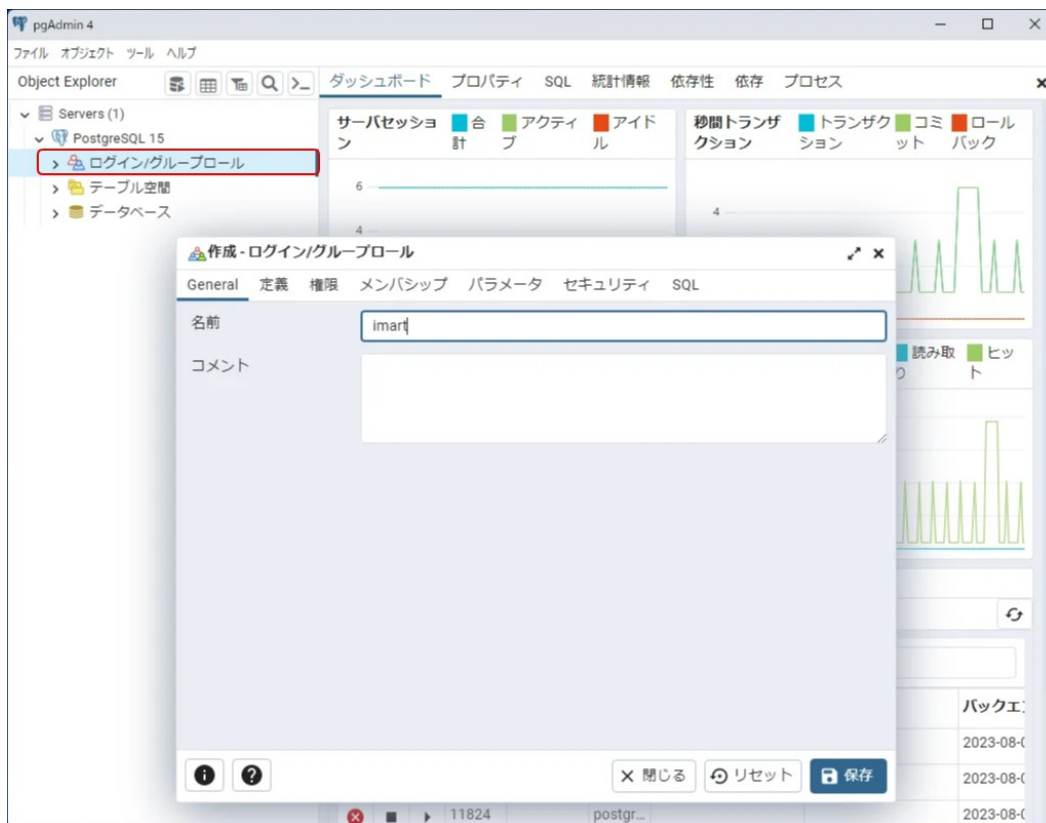 pgAdmin 4
ファイル オブジェクト ツール ヘルプ
Object Explorer
ダッシュボード プロパティ SQL 統計情報 依存性 依存 プロセス
Servers (1)
PostgreSQL 15
ログイン/グループロール
テーブル空間
データベース
サーバセッション
合計
アクティブ
アイドル
6
4
秒間トランザクション
トランザクション
コミット
ロールバック
4
作成 - ログイン/グループロール
General 定義 権限 メンバシップ パラメータ セキュリティ SQL
名前
imart
コメント
閉じる リセット 保存
読み取り
ヒット
バックエ
2023-08-0
2023-08-0
11824 postgr... 2023-08-0